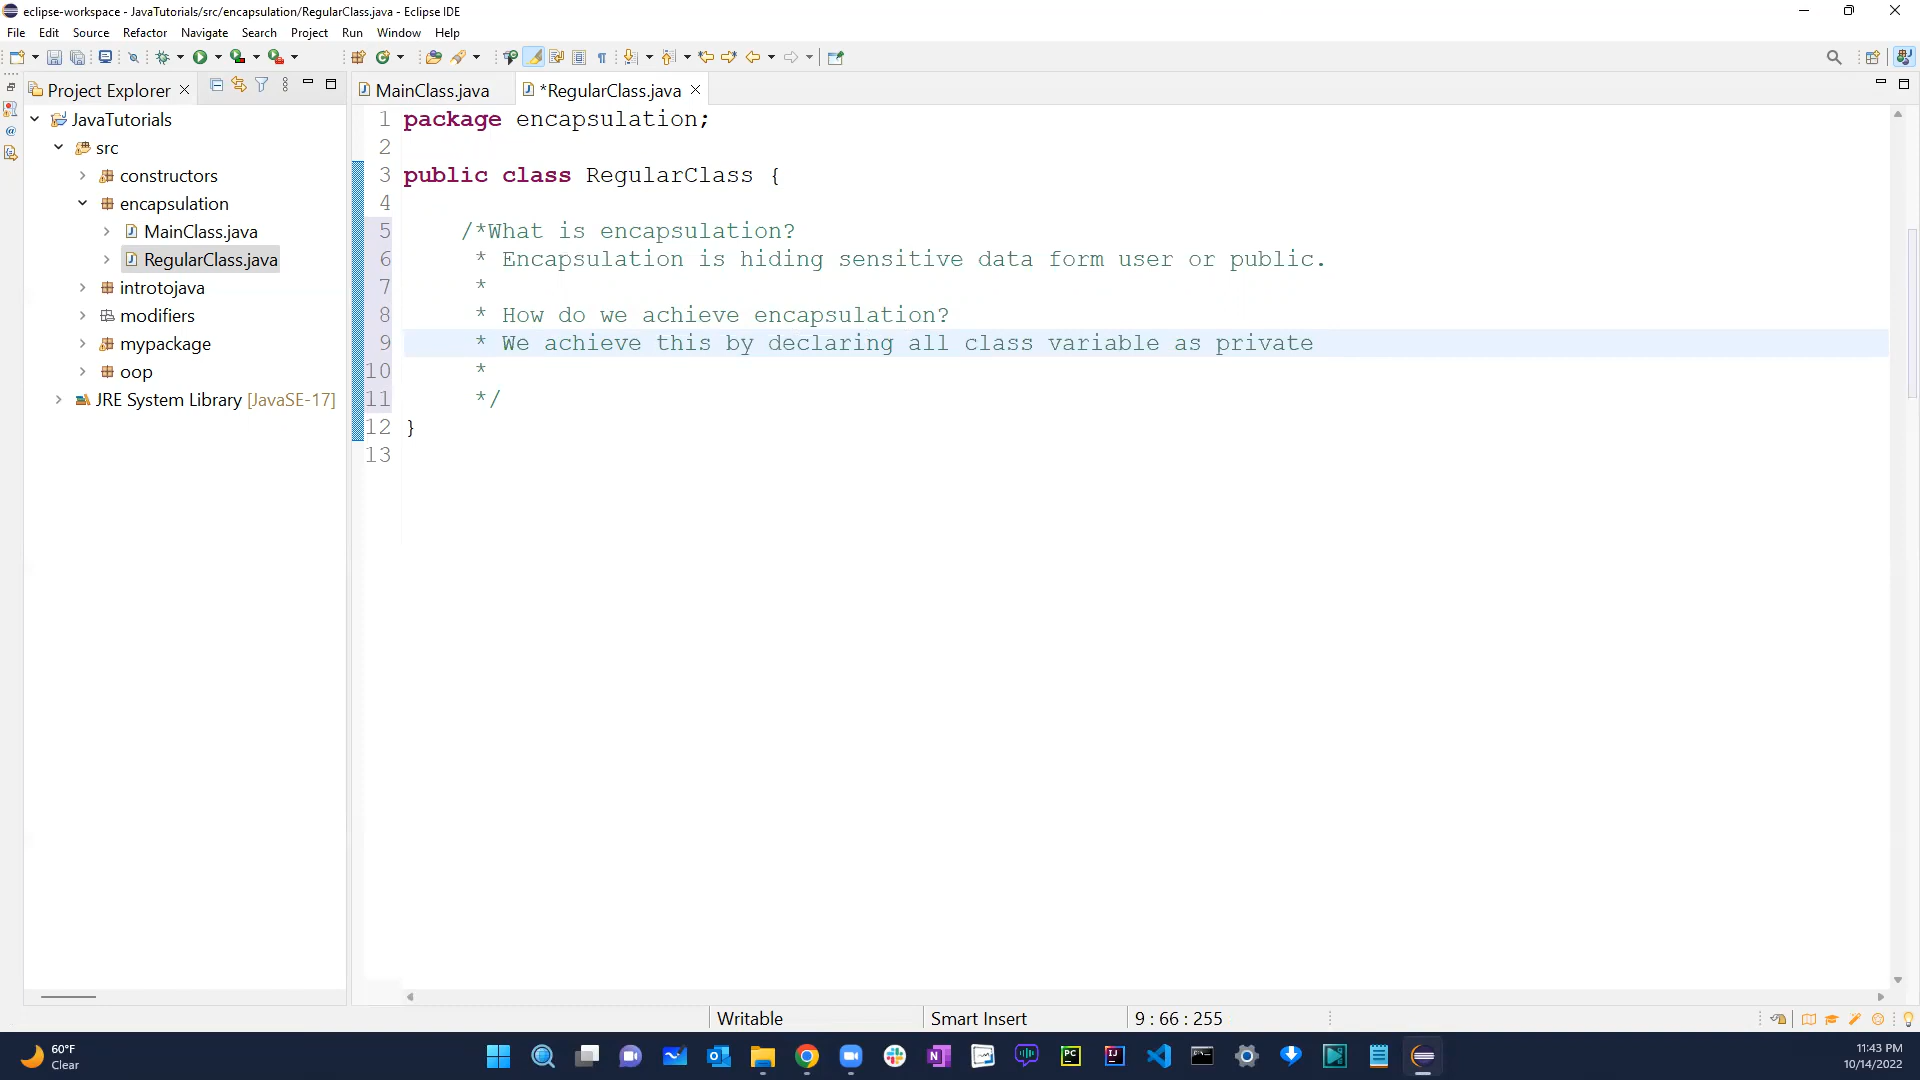 eclipse-workspace - JavaTutorials/src/encapsulation/RegularClass.java - Eclipse IDE
File Edit Source Refactor Navigate Search Project Run Window Help
Project Explorer
MainClass.java
*RegularClass.java
JavaTutorials
src
constructors
encapsulation
MainClass.java
RegularClass.java
introtojava
modifiers
mypackage
oop
JRE System Library [JavaSE-17]
1 package encapsulation;
2
3 public class RegularClass {
4
5 /*What is encapsulation?
6 * Encapsulation is hiding sensitive data form user or public.
7 *
8 * How do we achieve encapsulation?
9 * We achieve this by declaring all class variable as private
10 *
11 */
12 }
13
Writable Smart Insert 9 : 66 : 255
60°F
Clear
PC
IJ
11:43 PM
10/14/2022